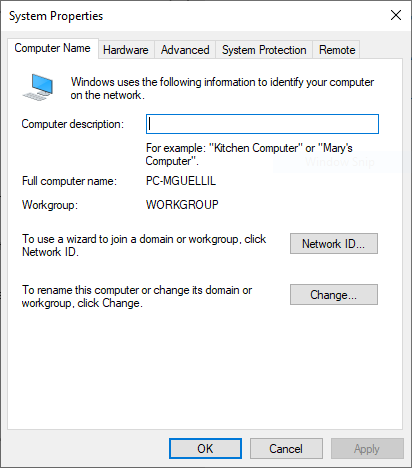 System Properties
Computer Name Hardware Advanced System Protection Remote
Windows uses the following information to identify your computer
on the network.
Computer description:
For example: "Kitchen Computer" or "Mary's
Computer".
Full computer name: PC-MGUELLIL
Workgroup: WORKGROUP
To use a wizard to join a domain or workgroup, click
Network ID.
Network ID...
To rename this computer or change its domain or
workgroup, click Change.
Change...
OK Cancel Apply